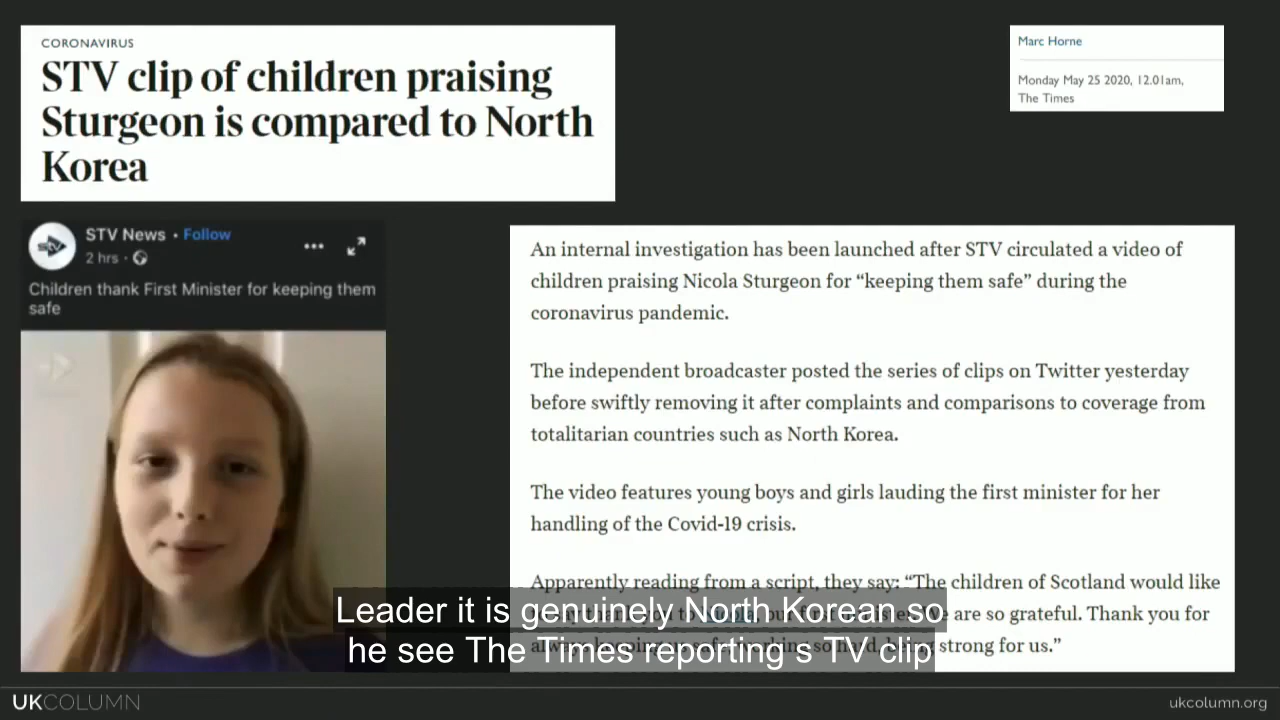 CORONAVIRUS
STV clip of children praising
Sturgeon is compared to North
Korea
Marc Horne
Monday May 25 2020, 12.01am,
The Times
STV News • Follow
2 hrs •
Children thank First Minister for keeping them
safe
An internal investigation has been launched after STV circulated a video of
children praising Nicola Sturgeon for “keeping them safe” during the
coronavirus pandemic.
The independent broadcaster posted the series of clips on Twitter yesterday
before swiftly removing it after complaints and comparisons to coverage from
totalitarian countries such as North Korea.
The video features young boys and girls lauding the first minister for her
handling of the Covid-19 crisis.
Apparently reading from a script, they say: “The children of Scotland would like
are so grateful. Thank you for
strong for us.”
Leader it is genuinely North Korean so
he see The Times reporting s TV clip
UKCOLUMN
ukcolumn.org